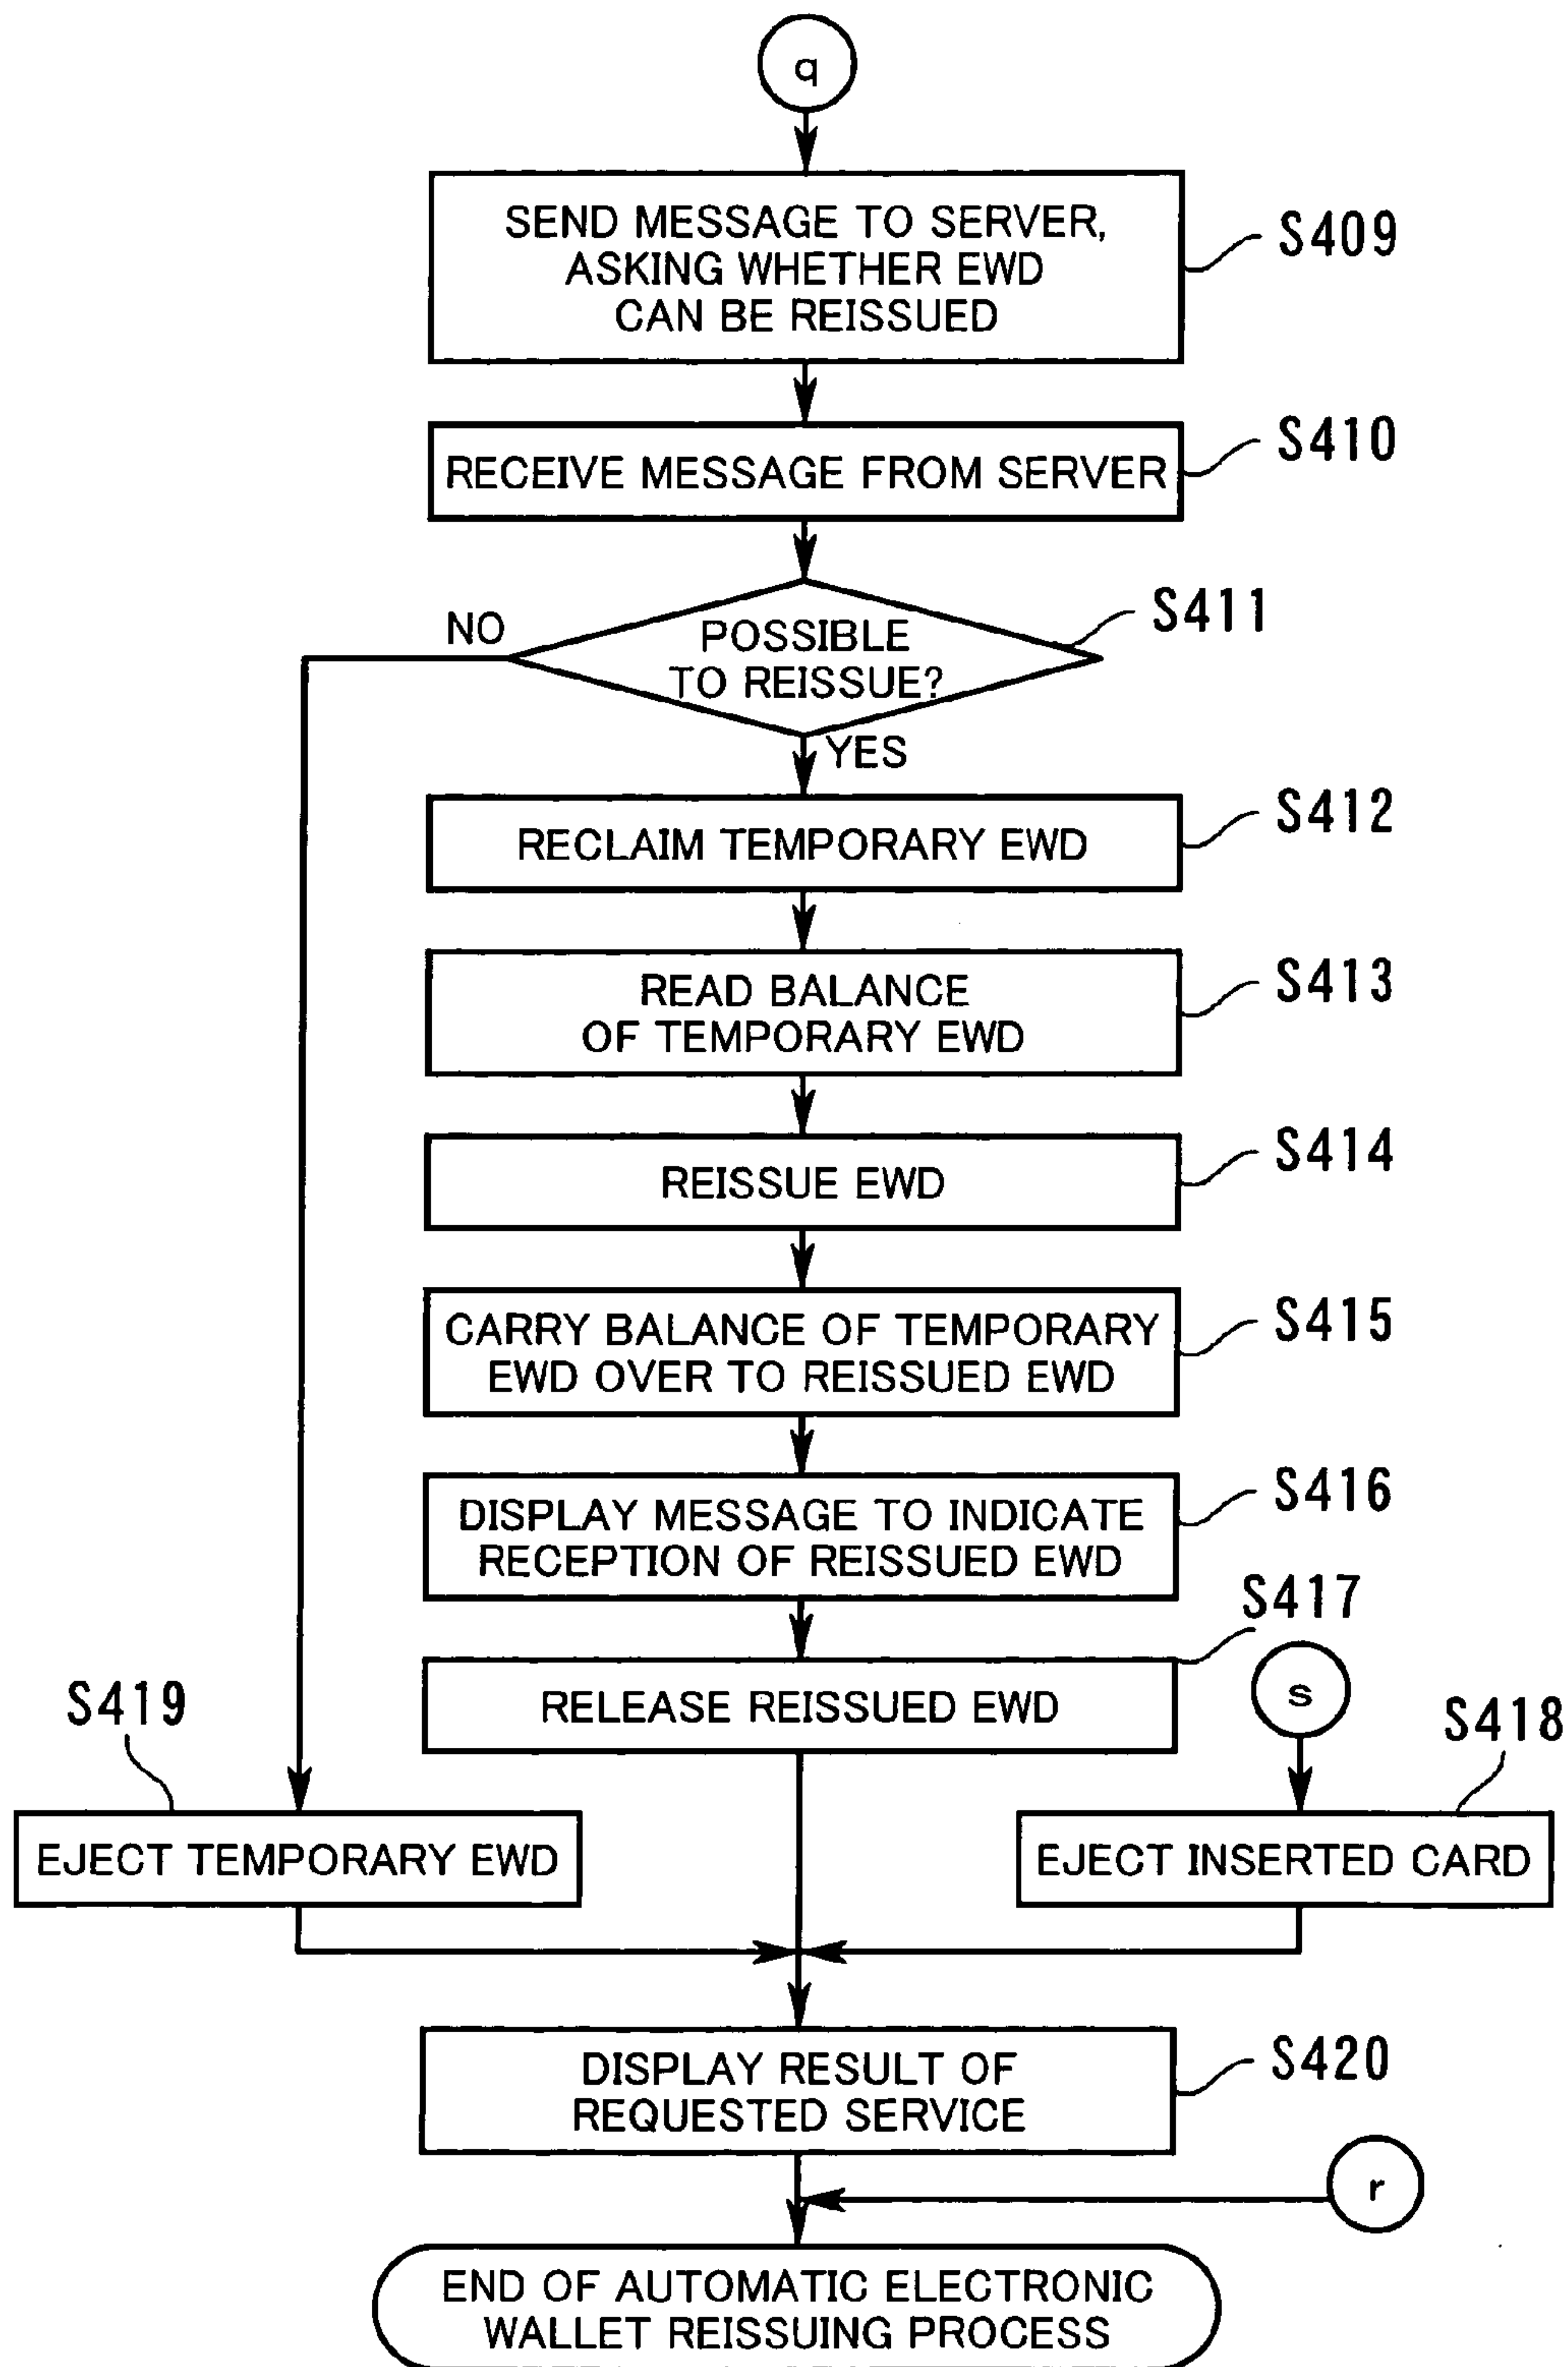 q
SEND MESSAGE TO SERVER,
ASKING WHETHER EWD
CAN BE REISSUED
S409
RECEIVE MESSAGE FROM SERVER
S410
S411
NO
POSSIBLE
TO REISSUE?
YES
RECLAIM TEMPORARY EWD
S412
READ BALANCE
OF TEMPORARY EWD
S413
REISSUE EWD
S414
CARRY BALANCE OF TEMPORARY
EWD OVER TO REISSUED EWD
S415
DISPLAY MESSAGE TO INDICATE
RECEPTION OF REISSUED EWD
S416
S417
RELEASE REISSUED EWD
s
S419
S418
EJECT TEMPORARY EWD
EJECT INSERTED CARD
DISPLAY RESULT OF
REQUESTED SERVICE
S420
r
END OF AUTOMATIC ELECTRONIC
WALLET REISSUING PROCESS